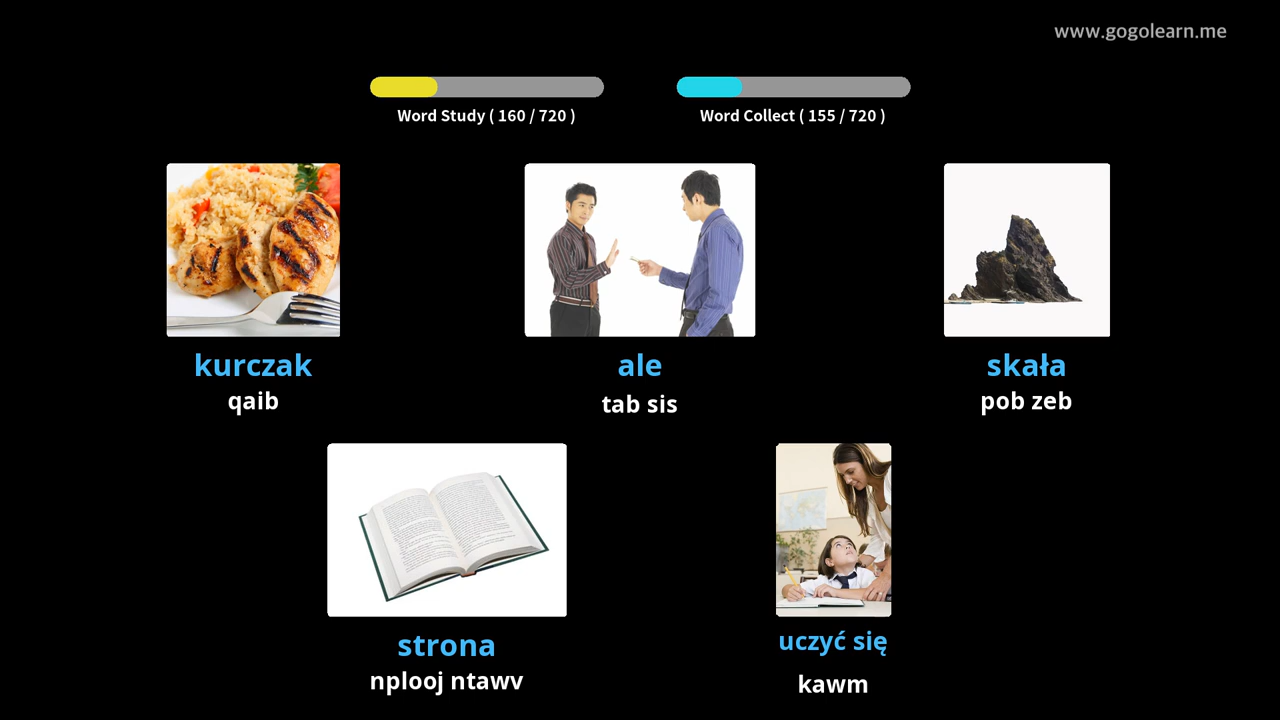 www.gogolearn.me
Word Study ( 160 / 720 )
Word Collect ( 155 / 720 )
kurczak
qaib
ale
tab sis
skała
pob zeb
strona
nplooj ntawv
uczyć się
kawm